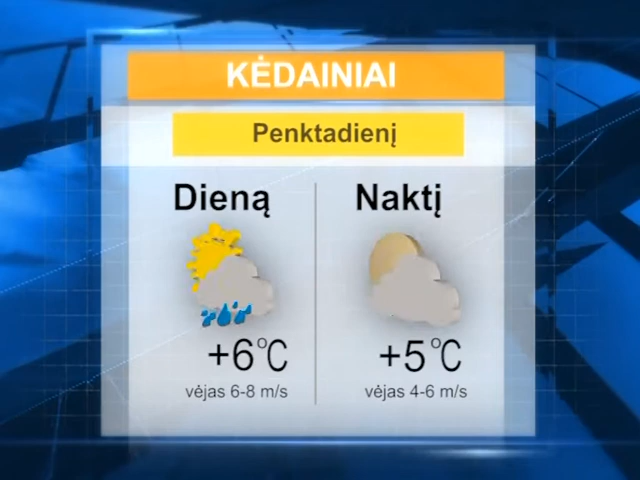 KĖDAINIAI
Penktadienį
Dieną
Naktį
+6°C
+5°C
vėjas 6-8 m/s
vėjas 4-6 m/s